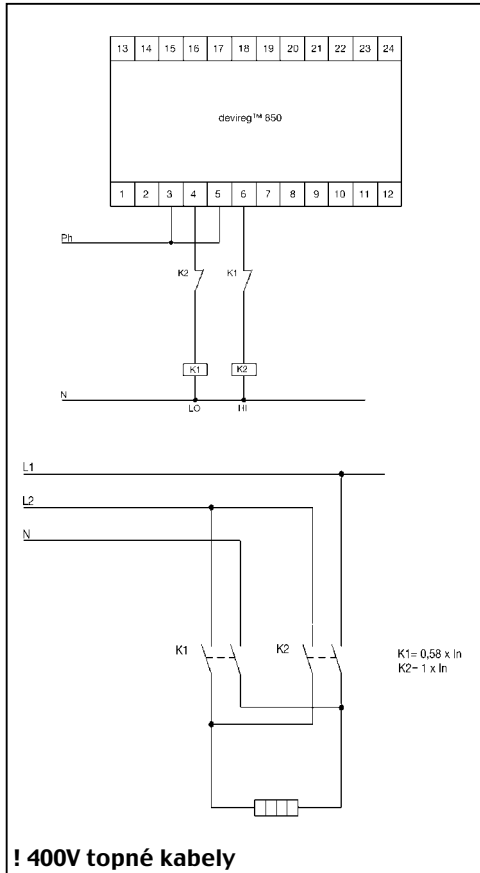 13 14 15 16 17 18 19 20 21 22 23 24
devireg™ 850
1 2 3 4 5 6 7 8 9 10 11 12
Ph
K2 K1
K1 K2
N
LO HI
L1
L2
N
K1 K2
K1= 0,58 x In
K2= 1 x In
! 400V topné kabely